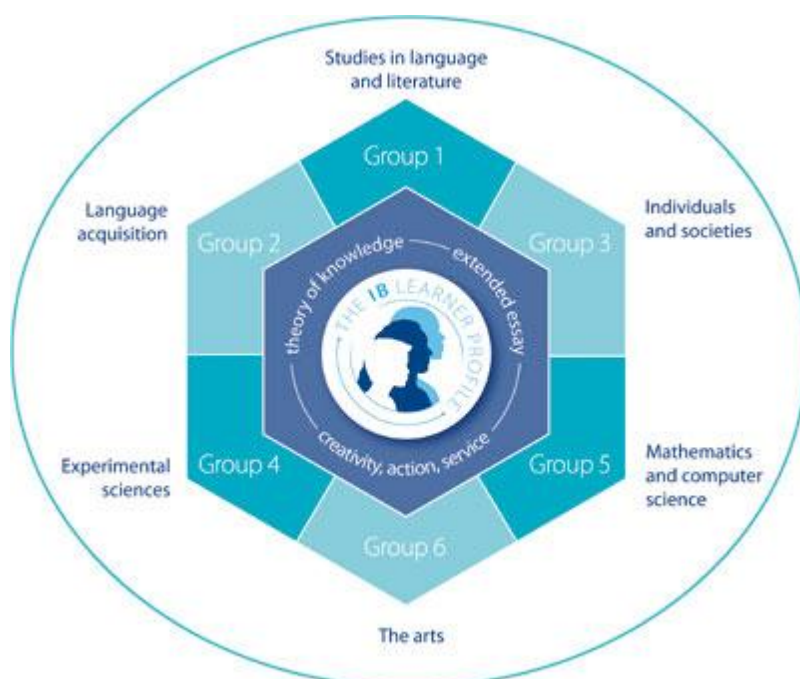 Studies in language
and literature
Group 1
Language
acquisition
Group 2
Individuals
and societies
Group 3
theory of knowledge
extended essay
THE IB LEARNER PROFILE
creativity, action, service
Experimental
sciences
Group 4
Group 5
Mathematics
and computer
science
Group 6
The arts